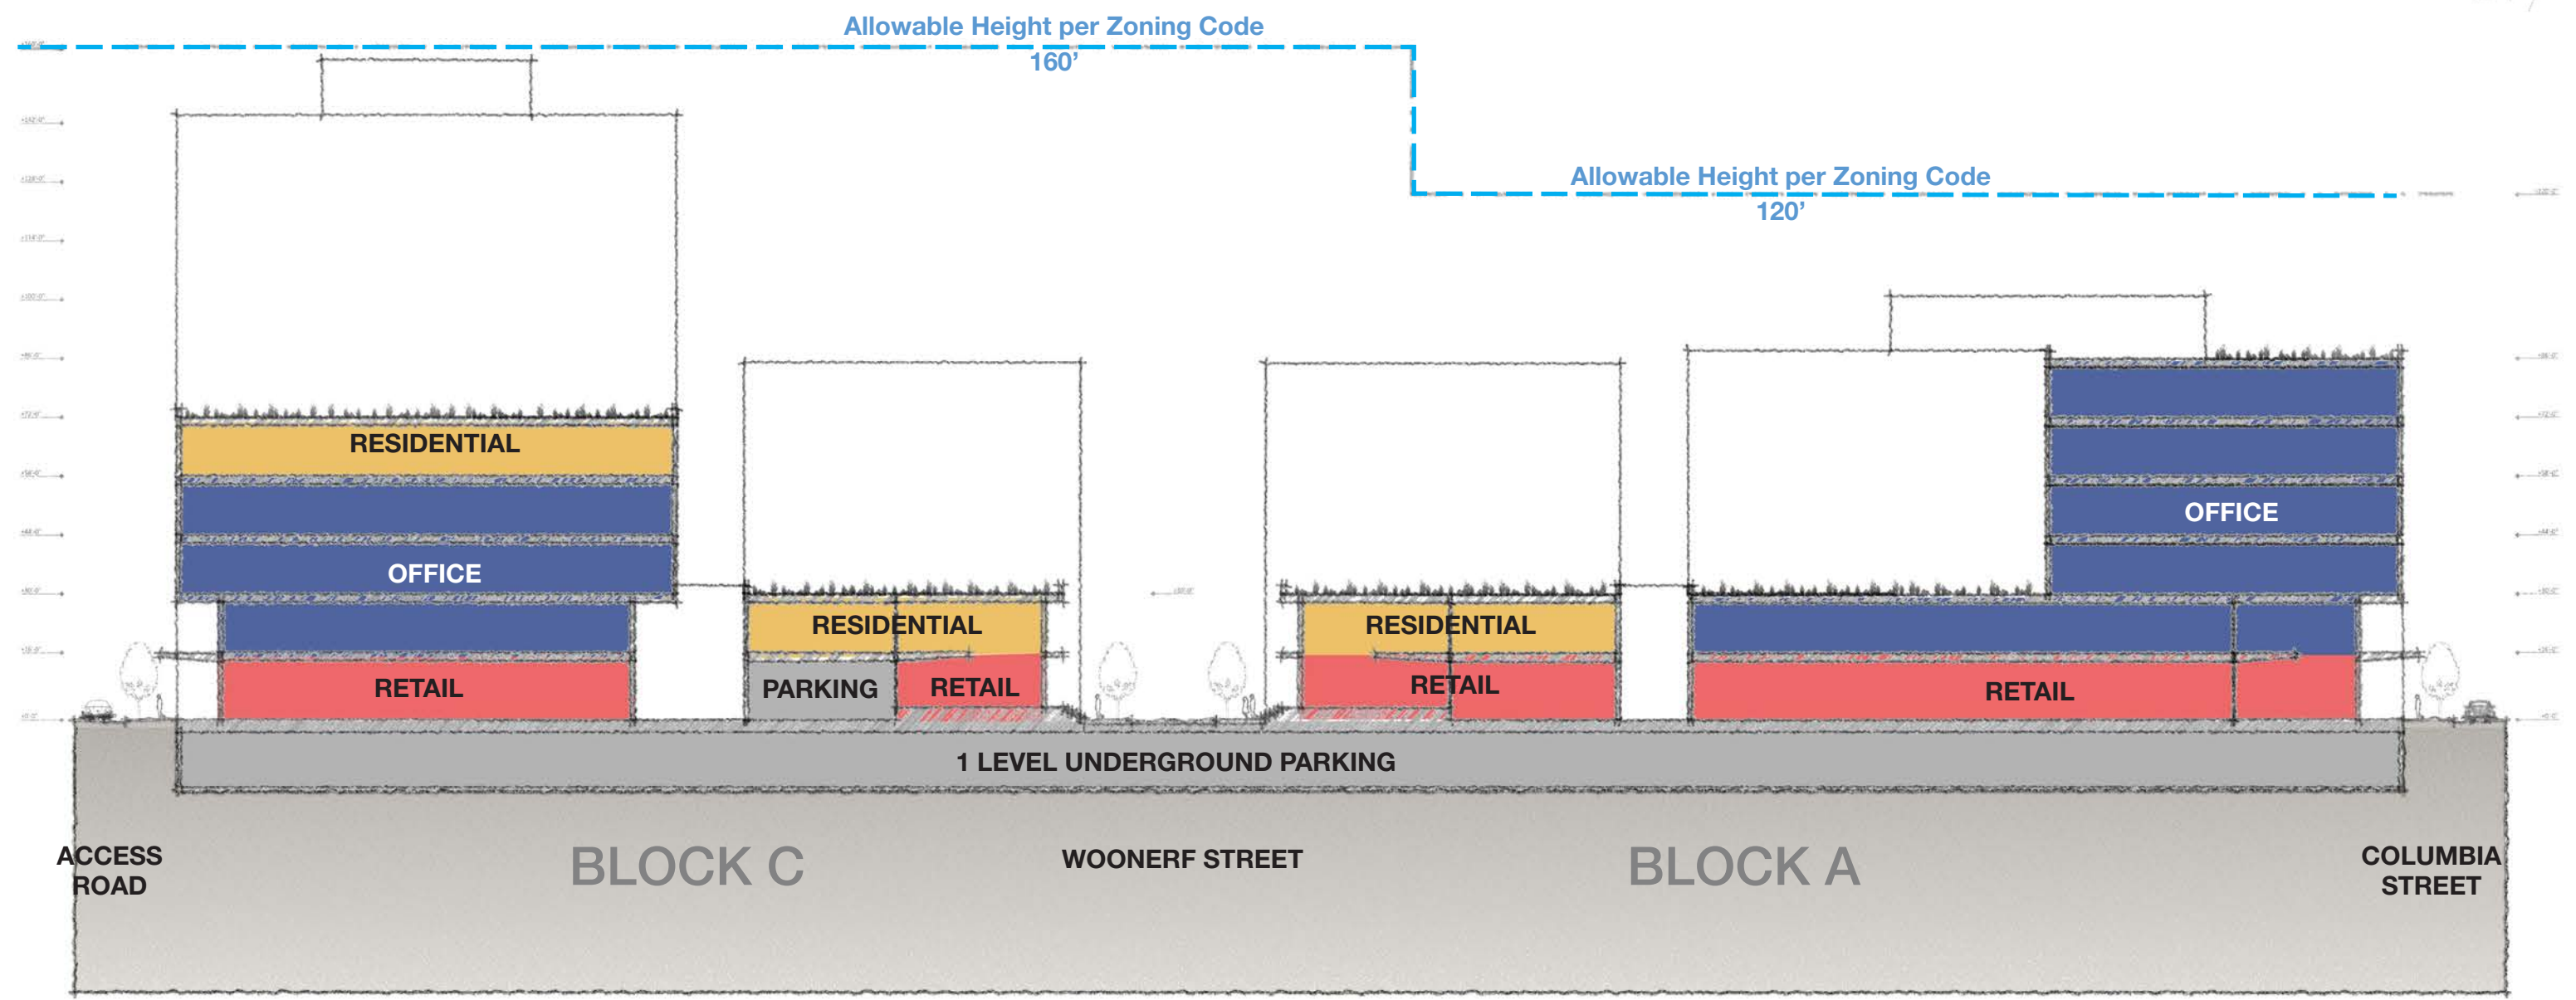 Allowable Height per Zoning Code
160’
Allowable Height per Zoning Code
120’
RESIDENTIAL
OFFICE
RETAIL
RESIDENTIAL
PARKING
RETAIL
RESIDENTIAL
RETAIL
OFFICE
RETAIL
1 LEVEL UNDERGROUND PARKING
ACCESS
ROAD
BLOCK C
WOONERF STREET
BLOCK A
COLUMBIA
STREET